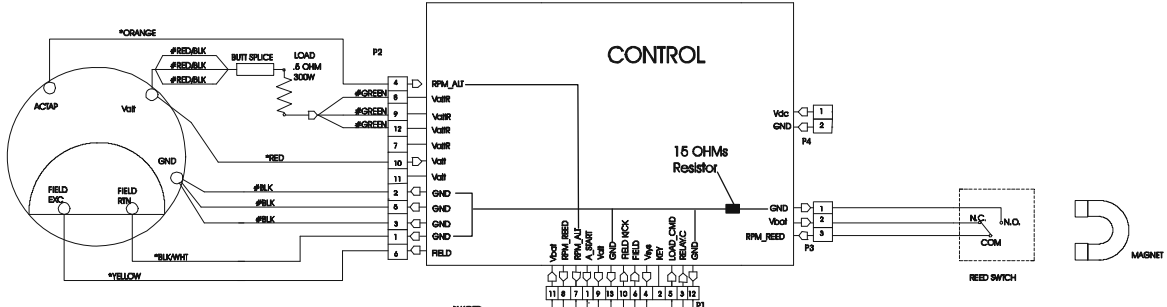 *ORANGE
#RED/BLK
#RED/BLK
#RED/BLK
BUTT SPLICE
LOAD
.5 OHM
300W
P2
CONTROL
ACTAP
Valt
GND
FIELD
EXC
FIELD
RTN
#GREEN
#GREEN
#GREEN
*RED
#BLK
#BLK
#BLK
*BLK/WHT
*YELLOW
4 RPM_ALT
8 ValtR
9 ValtR
12 ValtR
7 ValtR
10 Valt
11 Valt
2 GND
5 GND
3 GND
1 GND
6 FIELD
15 OHMs
Resistor
Vdc 1
GND 2
P4
GND 1
Vbat 2
RPM_REED 3
P3
N.C.
N.O.
COM
REED SWITCH
MAGNET
Vbat
RPM_REED
RPM_ALT
A_START
Valt
GND
FIELD KICK
FIELD
Vsys
KEY
LOAD_CMD
RELAY.C
GND
11 8 7 1 9 13 10 6 4 2 5 3 12
P1